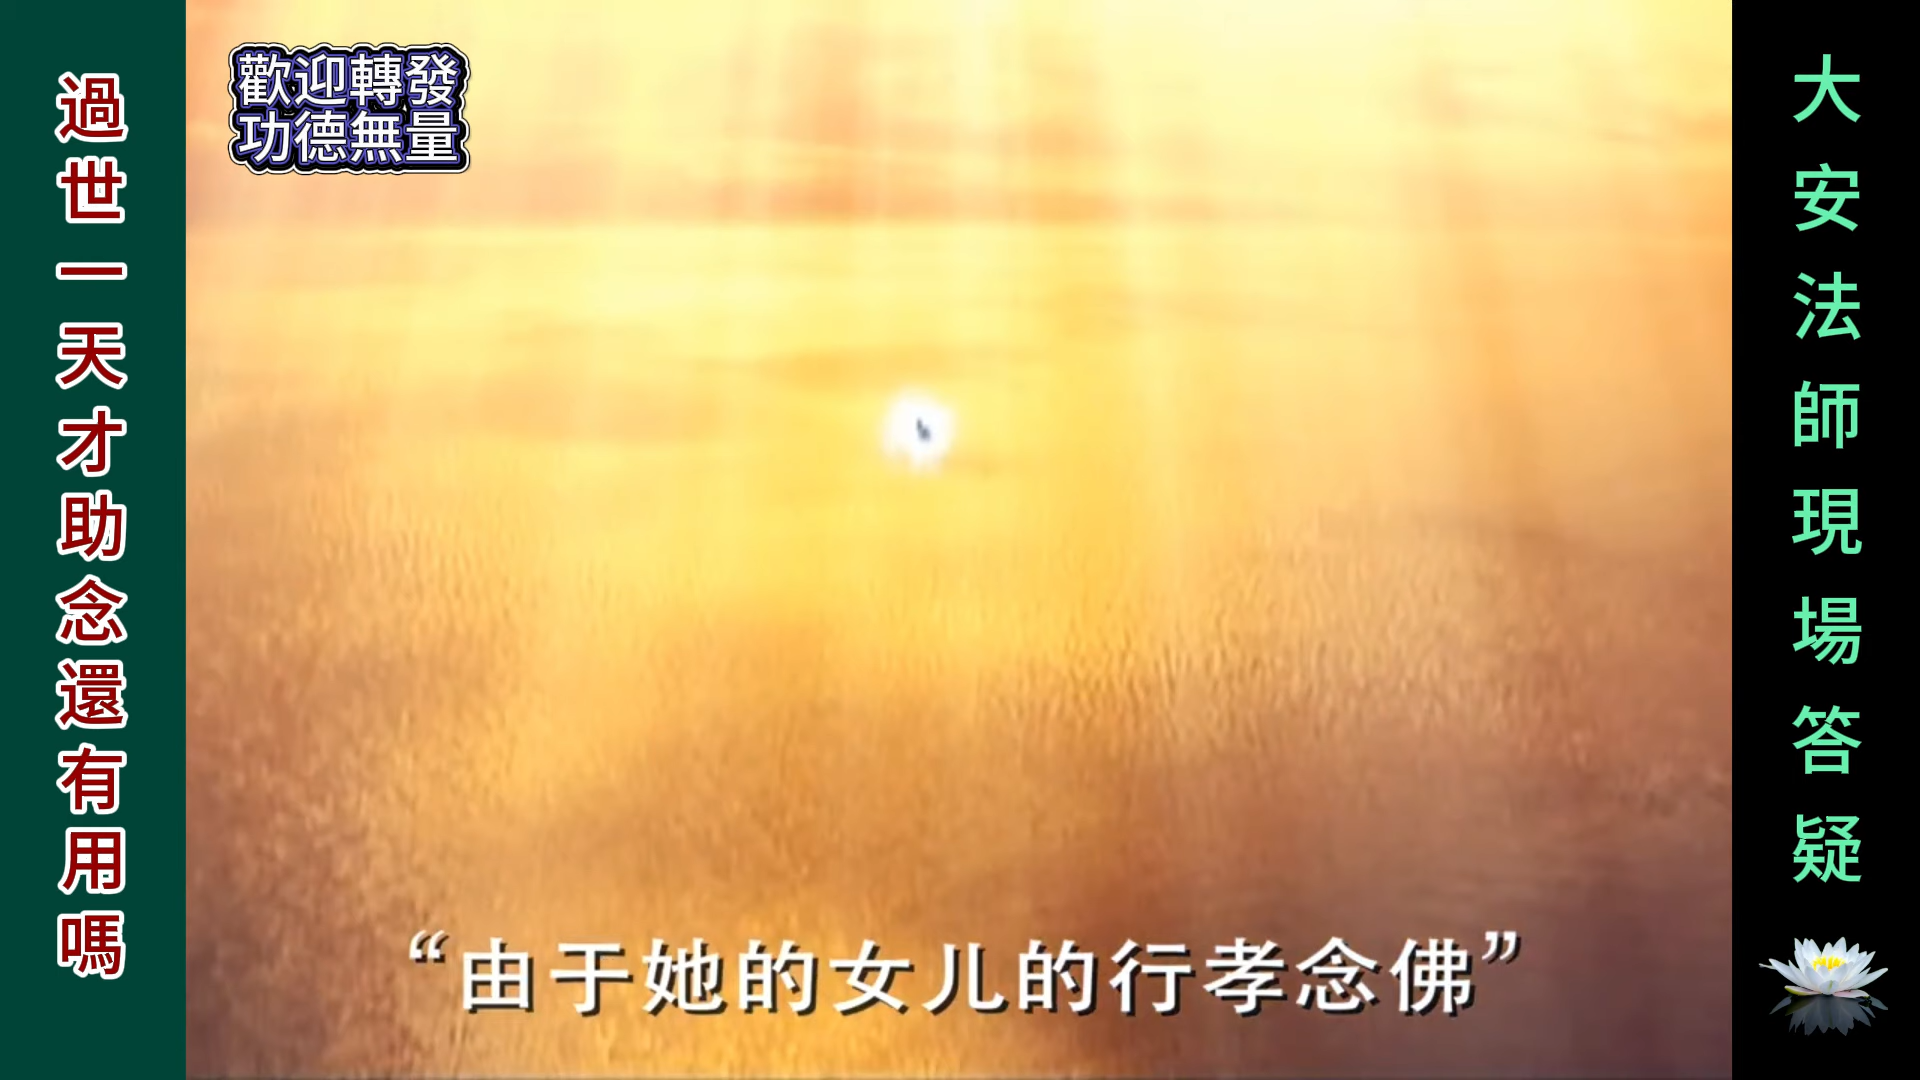 過世一天才助念還有用嗎
歡迎轉發
功德無量
大安法師現場答疑
“由于她的女儿的行孝念佛”